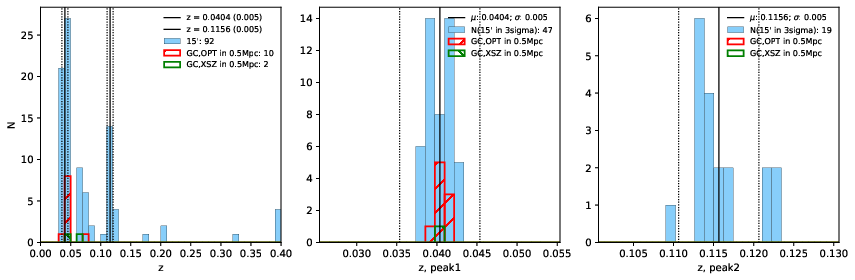 z = 0.0404 (0.005)
z = 0.1156 (0.005)
15': 92
GC,OPT in 0.5Mpc: 10
GC,XSZ in 0.5Mpc: 2
N
25
20
15
10
5
0
0.00 0.05 0.10 0.15 0.20 0.25 0.30 0.35 0.40
z
μ: 0.0404; σ: 0.005
N(15' in 3sigma): 47
GC,OPT in 0.5Mpc
GC,XSZ in 0.5Mpc
14
12
10
8
6
4
2
0
0.030 0.035 0.040 0.045 0.050 0.055
z, peak1
μ: 0.1156; σ: 0.005
N(15' in 3sigma): 19
GC,OPT in 0.5Mpc
GC,XSZ in 0.5Mpc
6
5
4
3
2
1
0
0.105 0.110 0.115 0.120 0.125 0.130
z, peak2